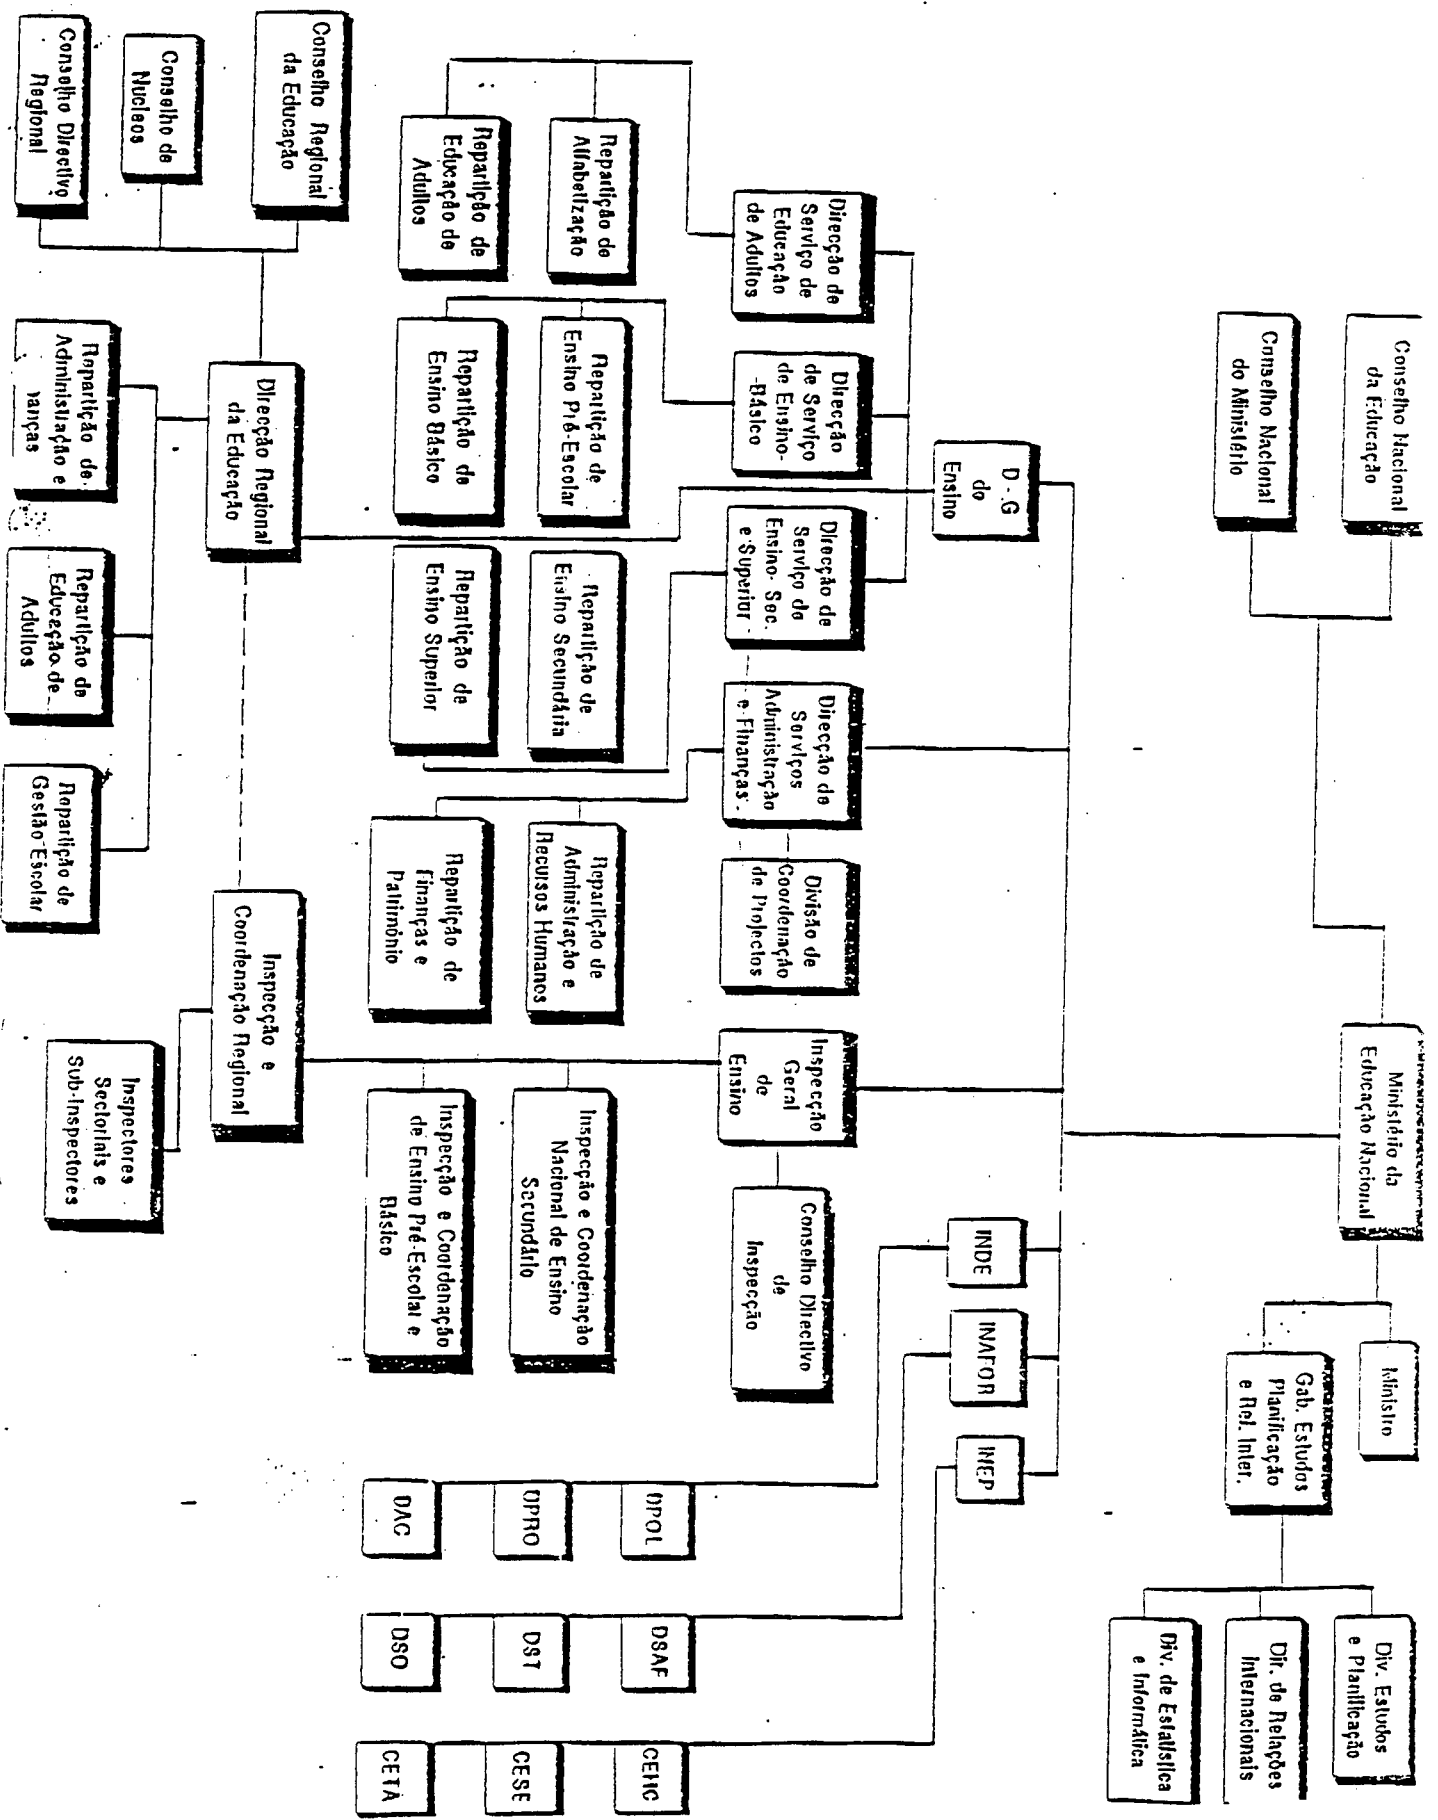 Conselho Nacional
da Educação
Conselho Nacional
do Ministério
Ministério da
Educação Nacional
Ministro
Gab. Estudos
Planificação
e Rel. Inter.
Div. Estudos
e Planificação
Dir. de Relações
Internacionais
Div. de Estatística
e Informática
D - G
do
Ensino
INDE
INAFOR
INEP
Direcção de
Serviço de
Educação
de Adultos
Direcção
de Serviço
de Ensino-
-Básico
Direcção de
Serviço de
Ensino- Sec.
e Superior
Direcção de
Serviços
Administração
e Finanças
Divisão de
Coordenação
de Projectos
Inspecção
Geral
de
Ensino
Conselho Directivo
de
Inspecção
Repartição de
Alfabetização
Repartição de
Educação de
Adultos
Repartição de
Ensino Pré-Escolar
Repartição de
Ensino Básico
Repartição de
Ensino Secundária
Repartição de
Ensino Superior
Repartição de
Administração e
Recursos Humanos
Repartição de
Finanças e
Património
Inspecção e Coordenação
Nacional de Ensino
Secundário
Inspecção e Coordenação
de Ensino Pré-Escolar e
Básico
DPOL
DPRO
DAC
DSAF
DST
DSO
CEHC
CESE
CETA
Conselho Regional
da Educação
Conselho de
Nucleos
Conselho Directivo
Regional
Direcção Regional
da Educação
Inspecção e
Coordenação Regional
Repartição de
Administração e
nanças
Repartição de
Educação de
Adultos
Repartição de
Gestão Escolar
Inspectores
Sectoriais e
Sub-Inspectores